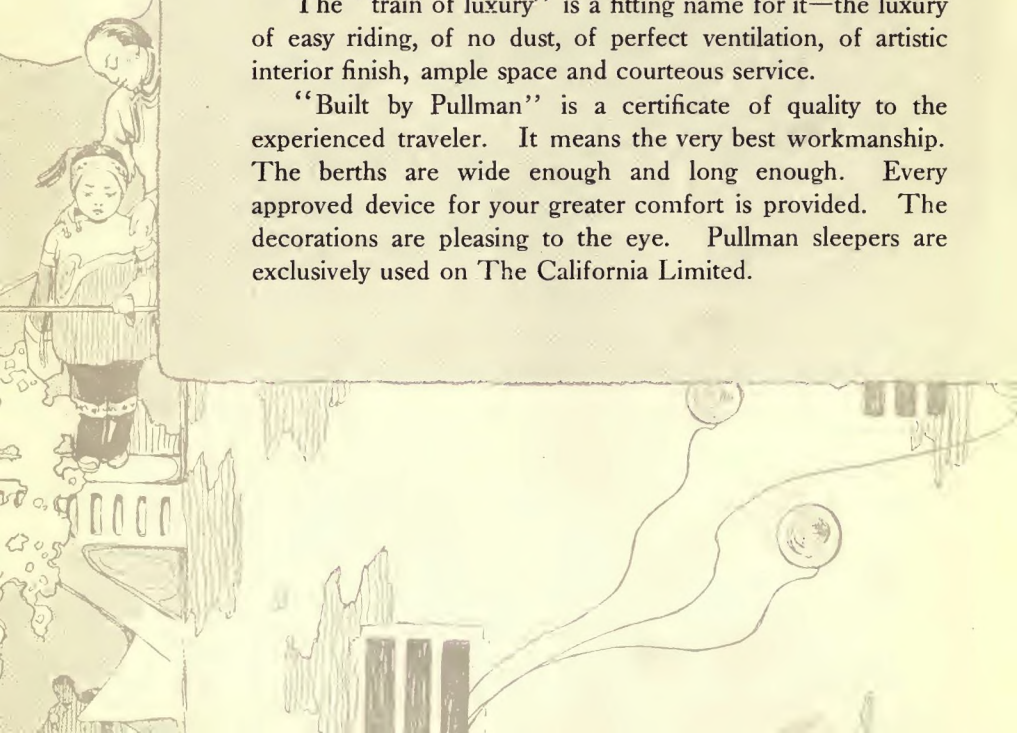 The “train of luxury” is a fitting name for it—the luxury
of easy riding, of no dust, of perfect ventilation, of artistic
interior finish, ample space and courteous service.
“Built by Pullman” is a certificate of quality to the
experienced traveler. It means the very best workmanship.
The berths are wide enough and long enough. Every
approved device for your greater comfort is provided. The
decorations are pleasing to the eye. Pullman sleepers are
exclusively used on The California Limited.